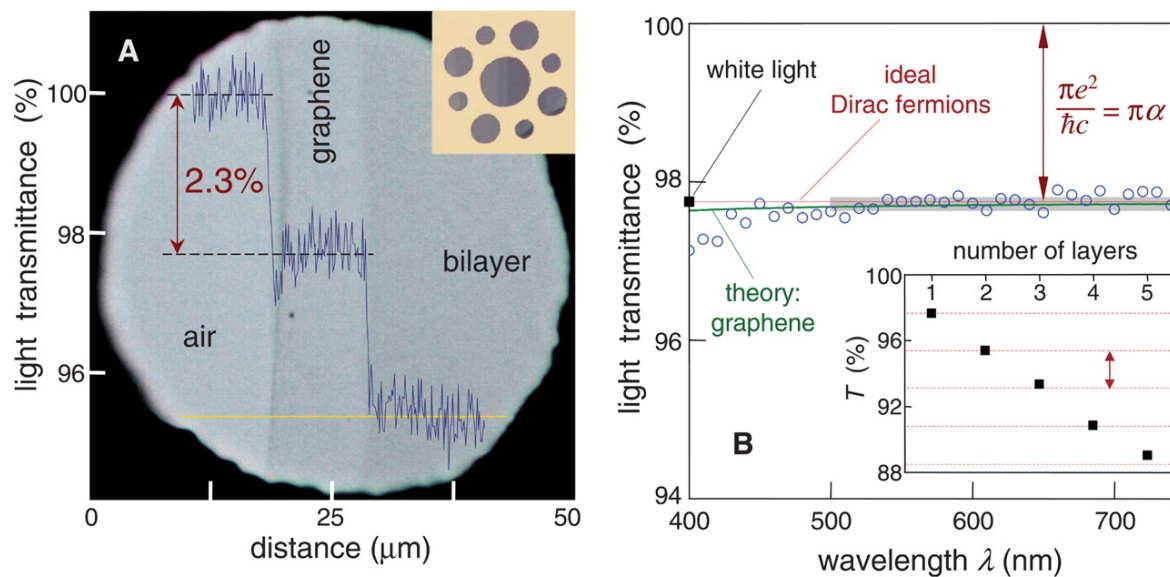 A
100
98
96
light transmittance (%)
2.3%
air
graphene
bilayer
0
25
50
distance (μm)
100
98
96
94
light transmittance (%)
white light
ideal
Dirac fermions
πe²/ħc = πα
theory:
graphene
B
number of layers
1 2 3 4 5
100
96
92
88
T (%)
400 500 600 700
wavelength λ (nm)